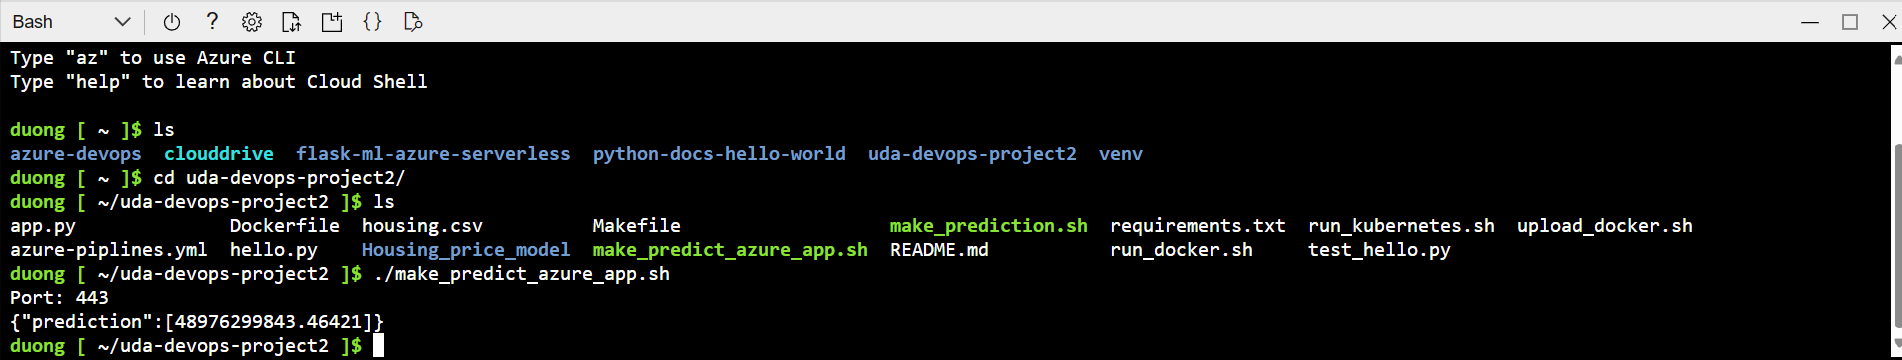 Bash
Type "az" to use Azure CLI
Type "help" to learn about Cloud Shell
duong [ ~ ]$ ls
azure-devops  clouddrive  flask-ml-azure-serverless  python-docs-hello-world  uda-devops-project2  venv
duong [ ~ ]$ cd uda-devops-project2/
duong [ ~/uda-devops-project2 ]$ ls
app.py              Dockerfile  housing.csv          Makefile                   make_prediction.sh  requirements.txt  run_kubernetes.sh  upload_docker.sh
azure-piplines.yml  hello.py    Housing_price_model  make_predict_azure_app.sh  README.md           run_docker.sh     test_hello.py
duong [ ~/uda-devops-project2 ]$ ./make_predict_azure_app.sh
Port: 443
{"prediction":[48976299843.46421]}
duong [ ~/uda-devops-project2 ]$